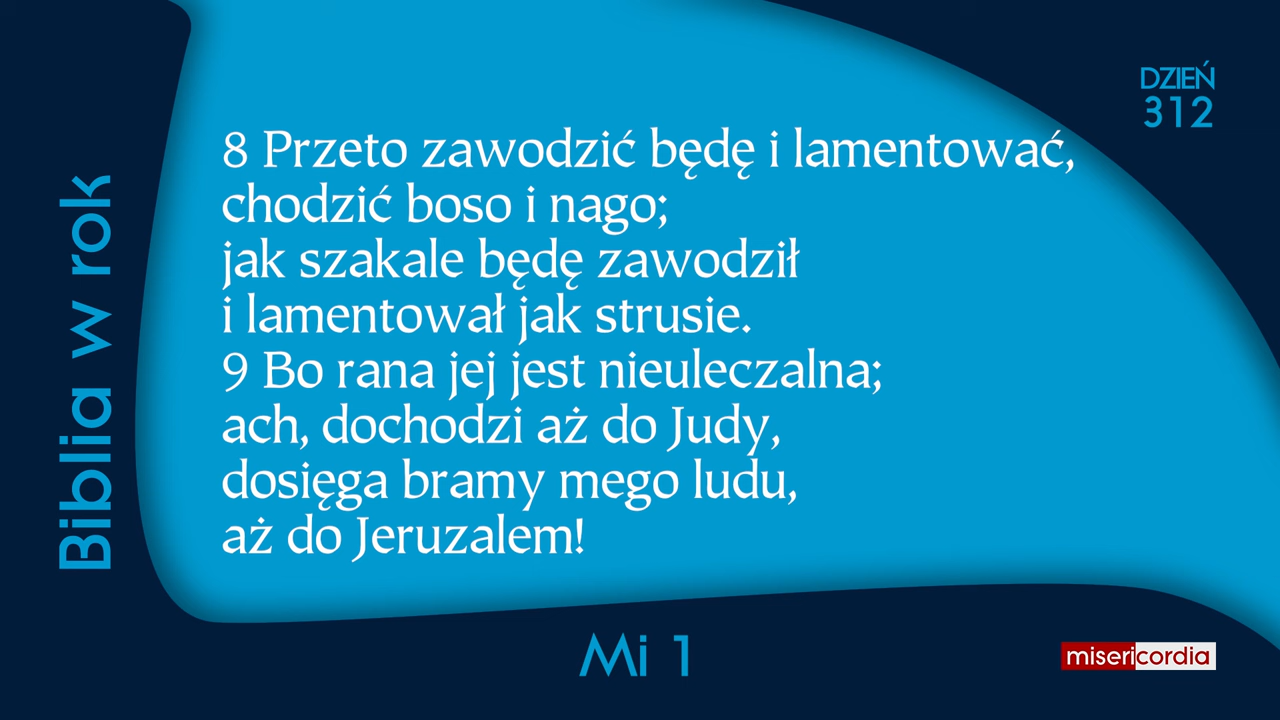 DZIEŃ
312
8 Przeto zawodzić będę i lamentować,
chodzić boso i nago;
jak szakale będę zawodził
i lamentował jak strusie.
9 Bo rana jej jest nieuleczalna;
ach, dochodzi aż do Judy,
dosięga bramy mego ludu,
aż do Jeruzalem!
Biblia w rok
Mi 1
misericordia